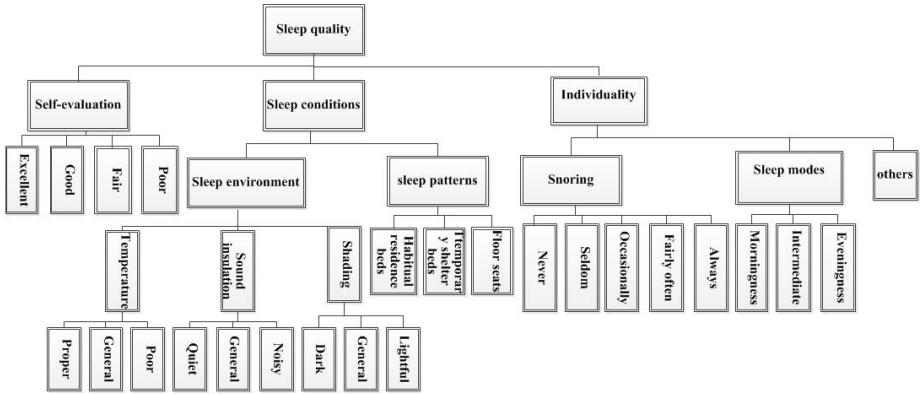 Sleep quality
Self-evaluation
Sleep conditions
Individuality
Excellent
Good
Fair
Poor
Sleep environment
sleep patterns
Snoring
Sleep modes
others
Temperature
Sound
insulation
Shading
Habitual
residence
beds
Ttemporar
y shelter
beds
Floor seats
Never
Seldom
Occasionally
Fairly often
Always
Morningness
Intermediate
Eveningness
Proper
General
Poor
Quiet
General
Noisy
Dark
General
Lightful